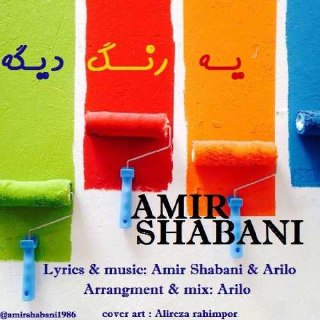 یه رنگ دیگه
AMIR
SHABANI
Lyrics & music: Amir Shabani & Arilo
Arrangment & mix: Arilo
@amirshabani1986 cover art : Alireza rahimpor